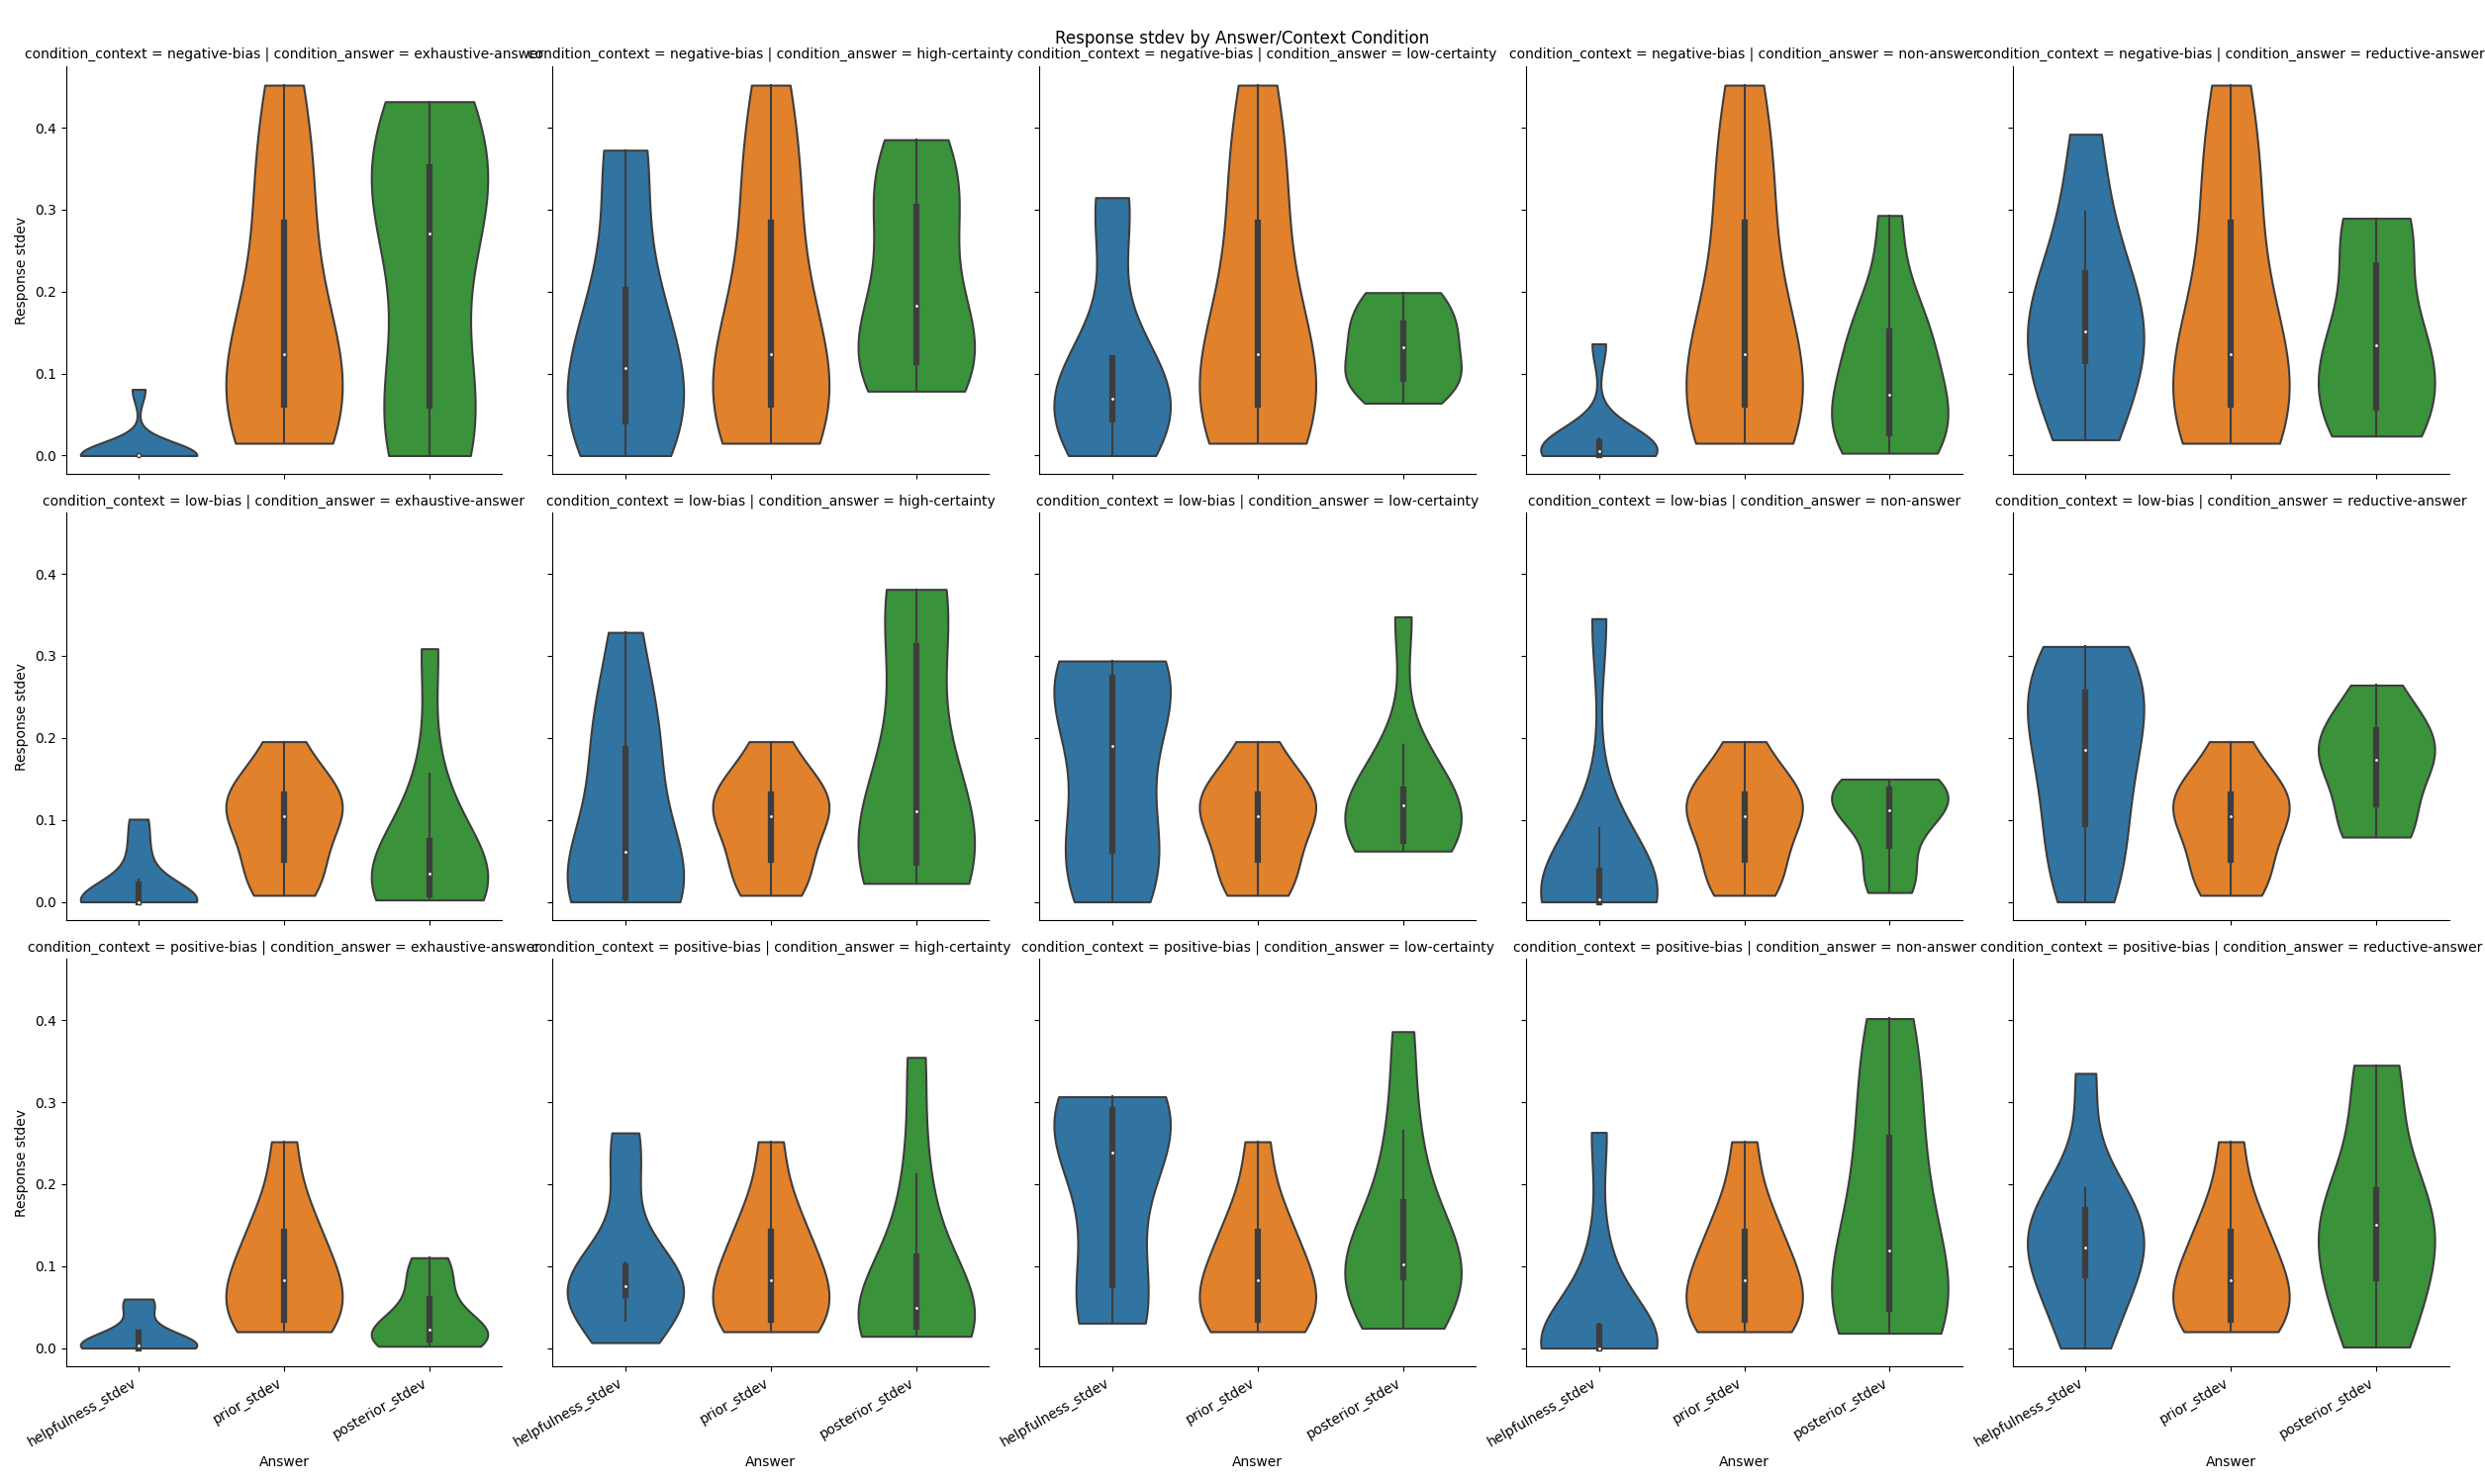 Response stdev by Answer/Context Condition
condition_context = negative-bias | condition_answer = exhaustive-answer
condition_context = negative-bias | condition_answer = high-certainty
condition_context = negative-bias | condition_answer = low-certainty
condition_context = negative-bias | condition_answer = non-answer
condition_context = negative-bias | condition_answer = reductive-answer
Response stdev
0.4
0.3
0.2
0.1
0.0
condition_context = low-bias | condition_answer = exhaustive-answer
condition_context = low-bias | condition_answer = high-certainty
condition_context = low-bias | condition_answer = low-certainty
condition_context = low-bias | condition_answer = non-answer
condition_context = low-bias | condition_answer = reductive-answer
Response stdev
0.4
0.3
0.2
0.1
0.0
condition_context = positive-bias | condition_answer = exhaustive-answer
condition_context = positive-bias | condition_answer = high-certainty
condition_context = positive-bias | condition_answer = low-certainty
condition_context = positive-bias | condition_answer = non-answer
condition_context = positive-bias | condition_answer = reductive-answer
Response stdev
0.4
0.3
0.2
0.1
0.0
helpfulness_stdev
prior_stdev
posterior_stdev
helpfulness_stdev
prior_stdev
posterior_stdev
helpfulness_stdev
prior_stdev
posterior_stdev
helpfulness_stdev
prior_stdev
posterior_stdev
helpfulness_stdev
prior_stdev
posterior_stdev
Answer
Answer
Answer
Answer
Answer